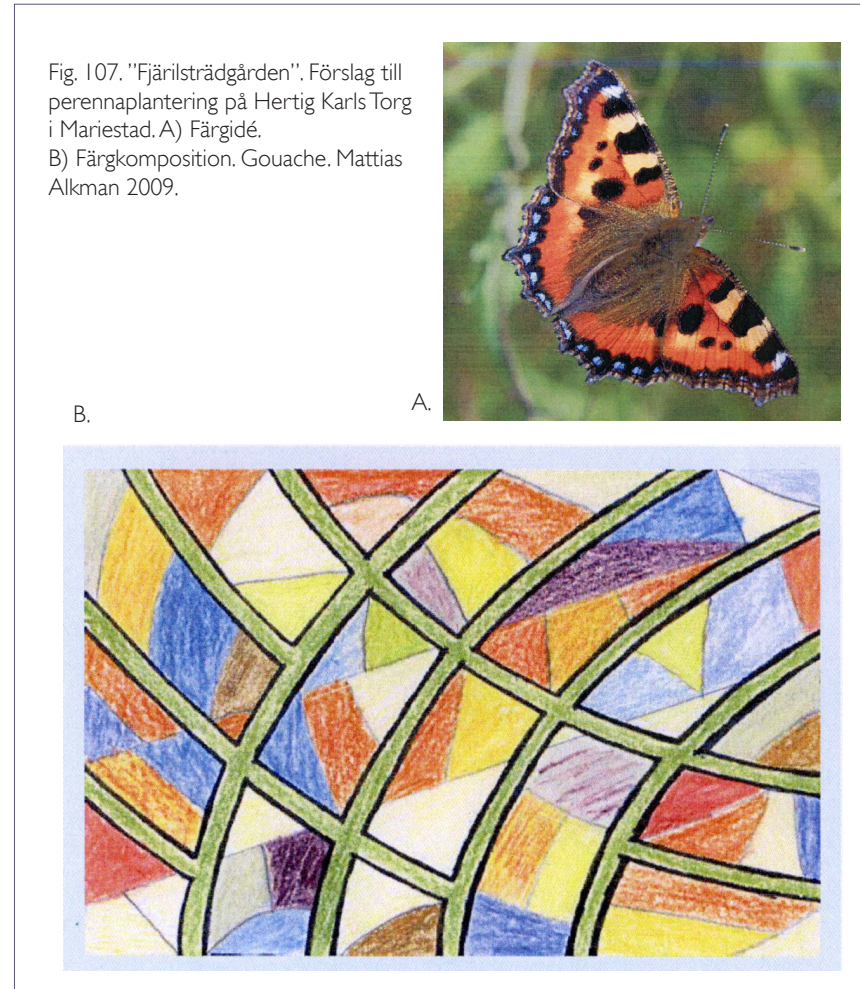 Fig. 107. ”Fjärilsträdgården”. Förslag till
perennaplantering på Hertig Karls Torg
i Mariestad. A) Färgidé.
B) Färgkomposition. Gouache. Mattias
Alkman 2009.
A.
B.